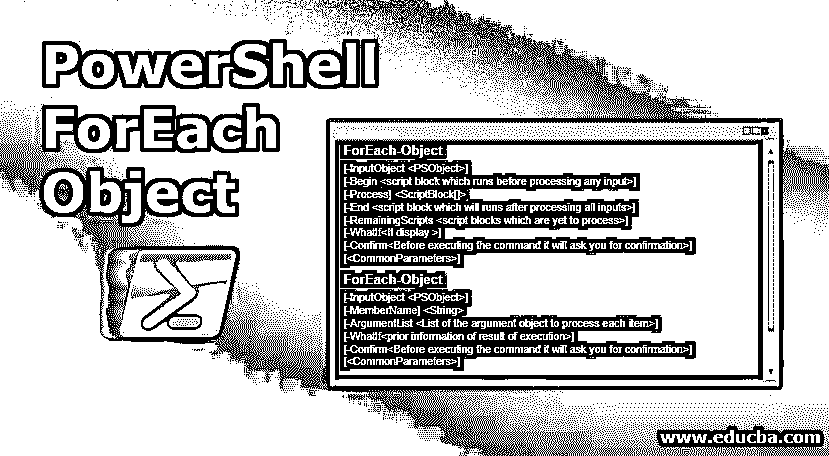 PowerShell
ForEach
Object
ForEach-Object
[-InputObject <PSObject>]
[-Begin <script block which runs before processing any input>]
[-Process] <ScriptBlock[]>
[-End <script block which will runs after processing all inputs>]
[-RemainingScripts <script blocks which are yet to process>]
[-WhatIf<It display >]
[-Confirm<Before executing the command it will ask you for confirmation>]
[<CommonParameters>]
ForEach-Object
[-InputObject <PSObject>]
[-MemberName] <String>
[-ArgumentList <List of the argument object to process each item>]
[-WhatIf<prior information of result of execution>]
[-Confirm<Before executing the command it will ask you for confirmation>]
[<CommonParameters>]
www.educba.com